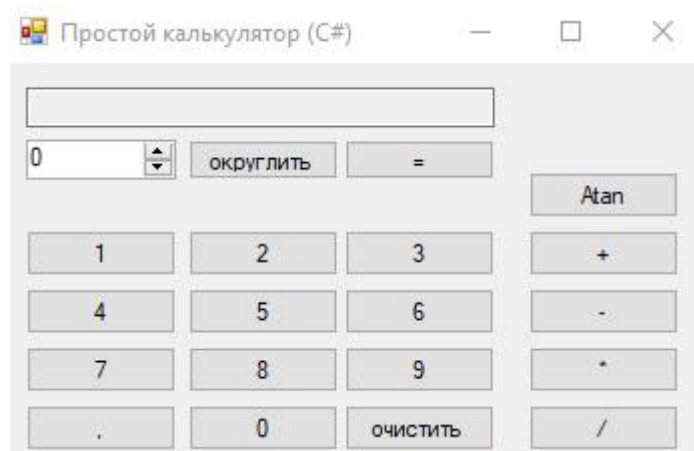 Простой калькулятор (C#)
0 округлить =
Atan
1 2 3 +
4 5 6 -
7 8 9 *
. 0 очистить /